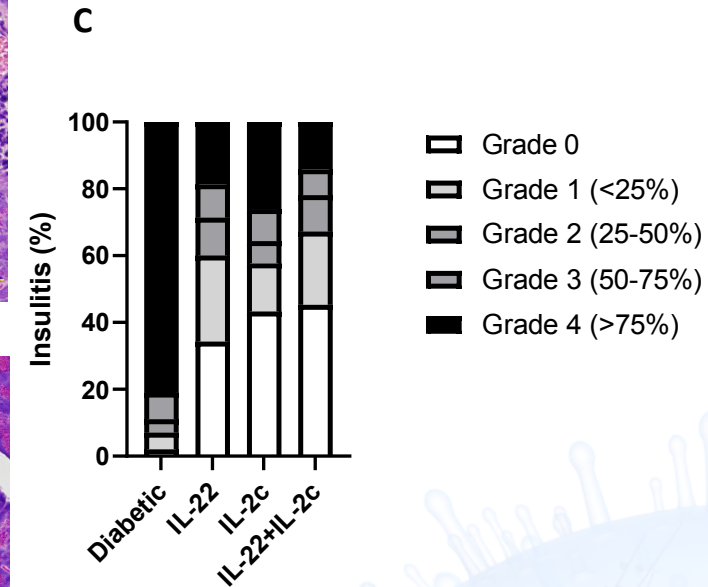 C
Insulitis (%)
100
80
60
40
20
0
Diabetic
IL-22
IL-2c
IL-22+IL-2c
Grade 0
Grade 1 (<25%)
Grade 2 (25-50%)
Grade 3 (50-75%)
Grade 4 (>75%)